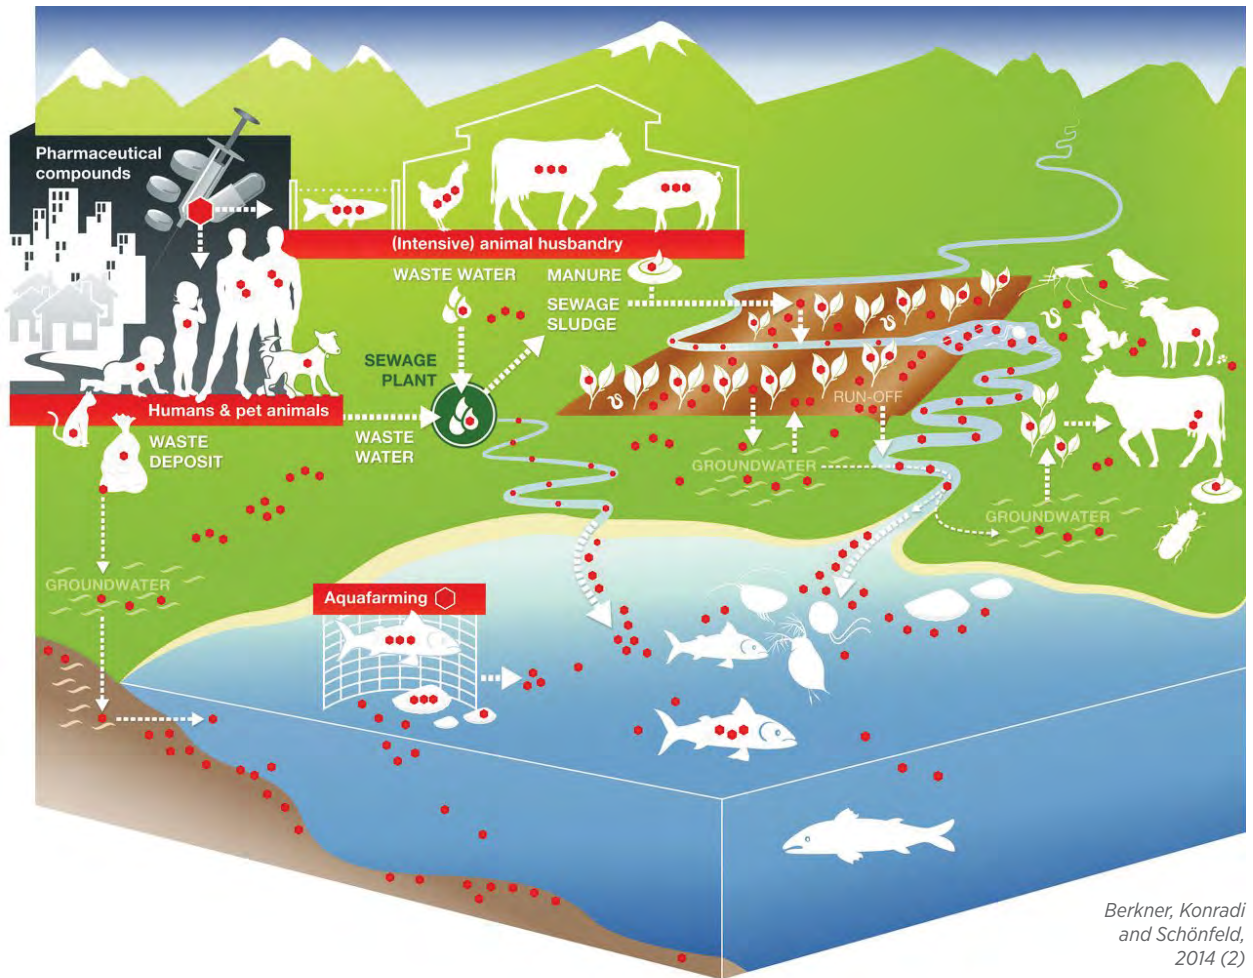 Pharmaceutical
compounds
(Intensive) animal husbandry
WASTE WATER
MANURE
SEWAGE
SLUDGE
SEWAGE
PLANT
Humans & pet animals
WASTE
DEPOSIT
WASTE
WATER
RUN-OFF
GROUNDWATER
GROUNDWATER
GROUNDWATER
Aquafarming
Berkner, Konradi
and Schönfeld,
2014 (2)